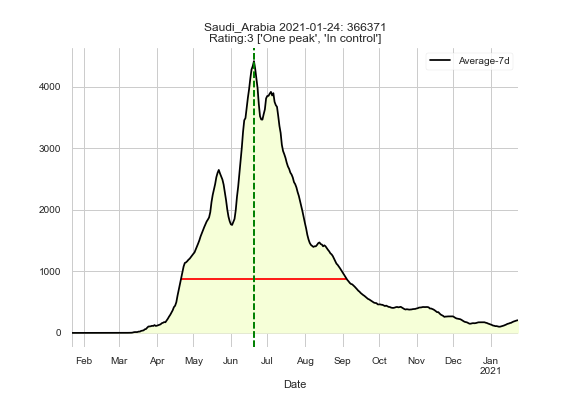 Saudi_Arabia 2021-01-24: 366371
Rating:3 ['One peak', 'In control']
Average-7d
4000
3000
2000
1000
0
Feb Mar Apr May Jun Jul Aug Sep Oct Nov Dec Jan
2021
Date